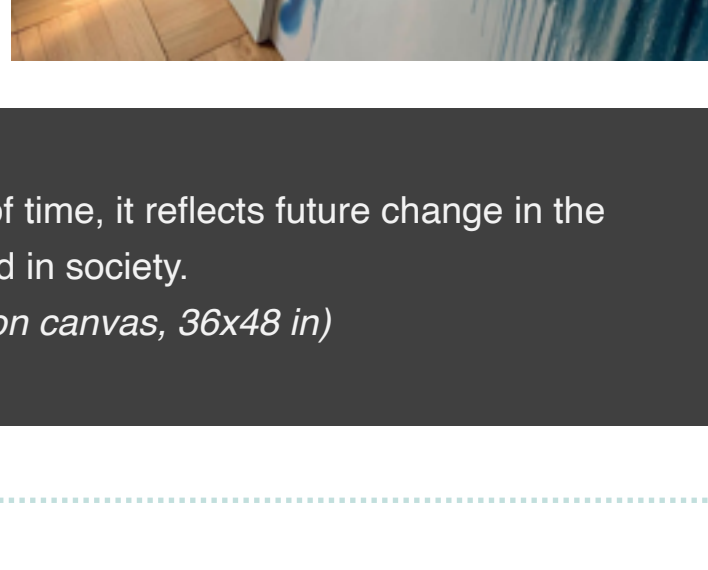 of time, it reflects future change in the
in society.
on canvas, 36x48 in)